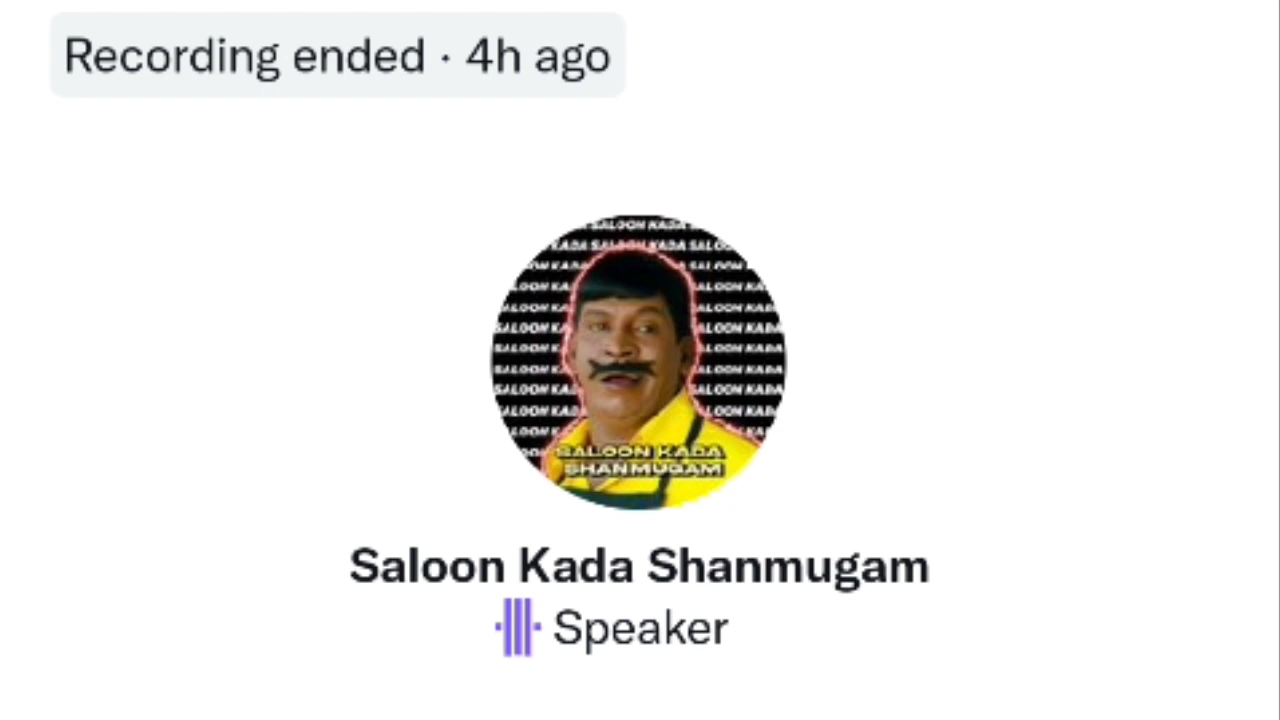 Recording ended · 4h ago
SALOON KADA
SHANMUGAM
Saloon Kada Shanmugam
Speaker